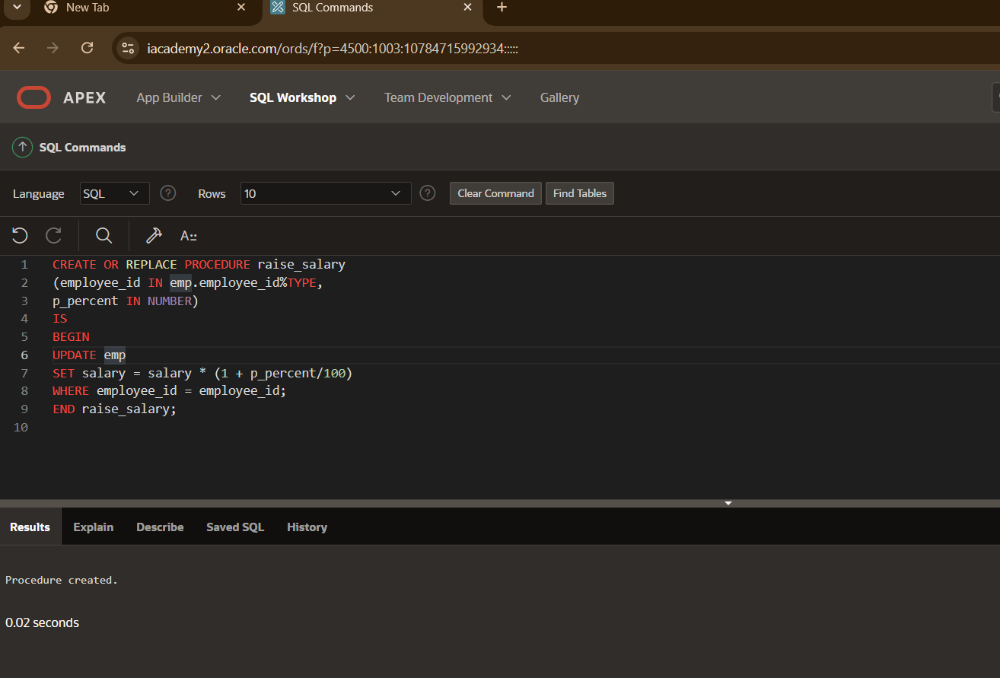 New Tab
SQL Commands
iacademy2.oracle.com/ords/f?p=4500:1003:10784715992934:::::
APEX App Builder SQL Workshop Team Development Gallery
SQL Commands
Language SQL ? Rows 10 ? Clear Command Find Tables
A::
1 CREATE OR REPLACE PROCEDURE raise_salary
2 (employee_id IN emp.employee_id%TYPE,
3 p_percent IN NUMBER)
4 IS
5 BEGIN
6 UPDATE emp
7 SET salary = salary * (1 + p_percent/100)
8 WHERE employee_id = employee_id;
9 END raise_salary;
10
Results Explain Describe Saved SQL History
Procedure created.
0.02 seconds